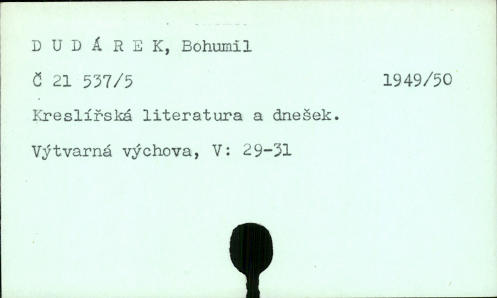 D U D Á R E K, Bohumil
Č 21 537/5 1949/50
Kreslířská literatura a dnešek.
Výtvarná výchova, V: 29-31